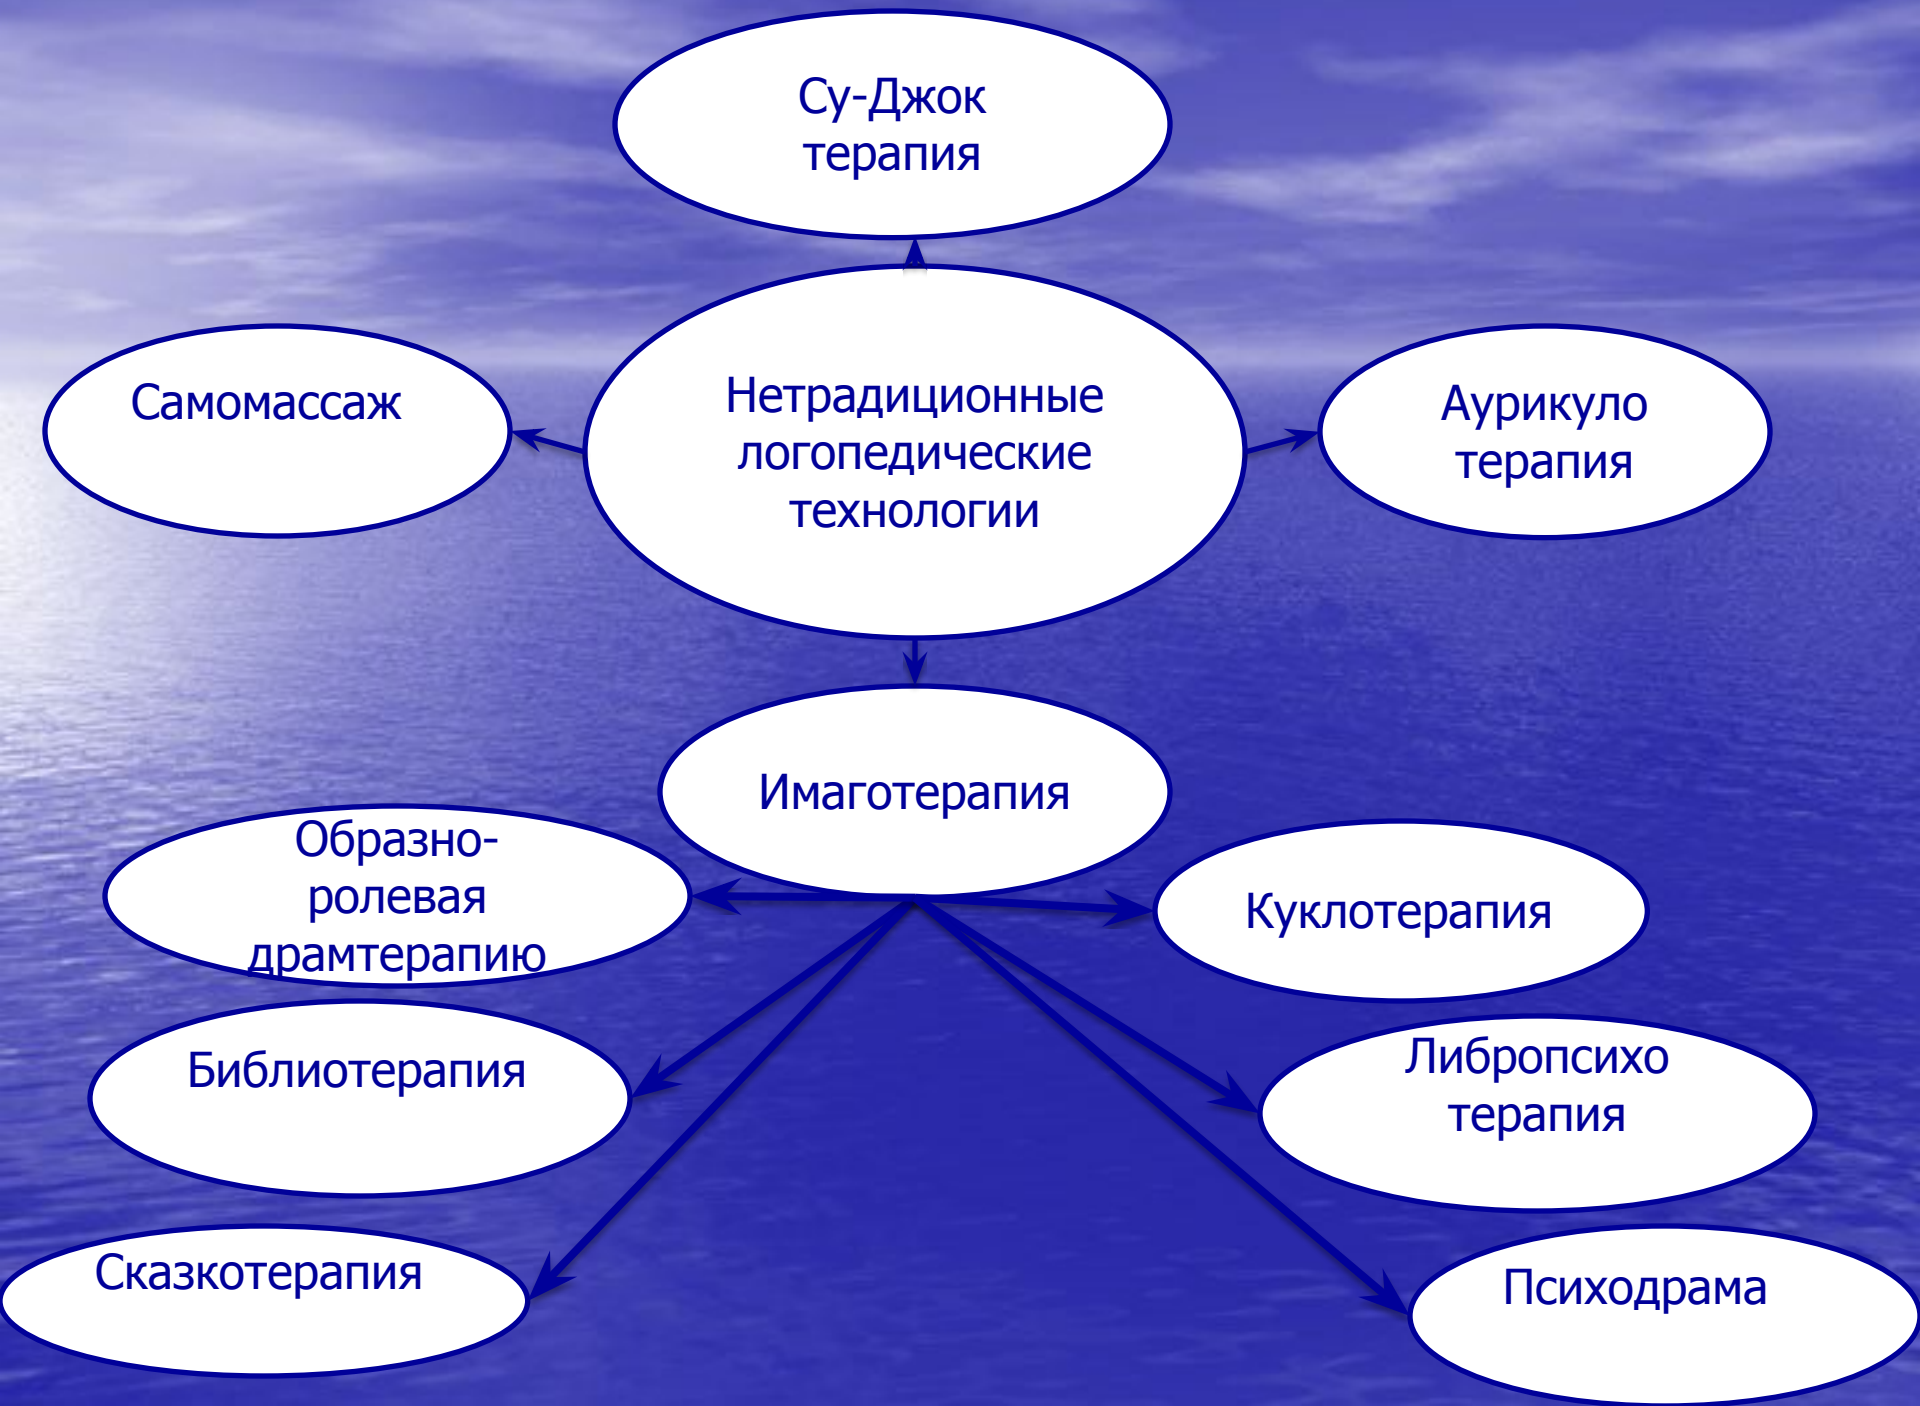 Су-Джок
терапия
Самомассаж
Нетрадиционные
логопедические
технологии
Аурикуло
терапия
Имаготерапия
Образно-
ролевая
драмтерапию
Куклотерапия
Библиотерапия
Либропсихо
терапия
Сказкотерапия
Психодрама